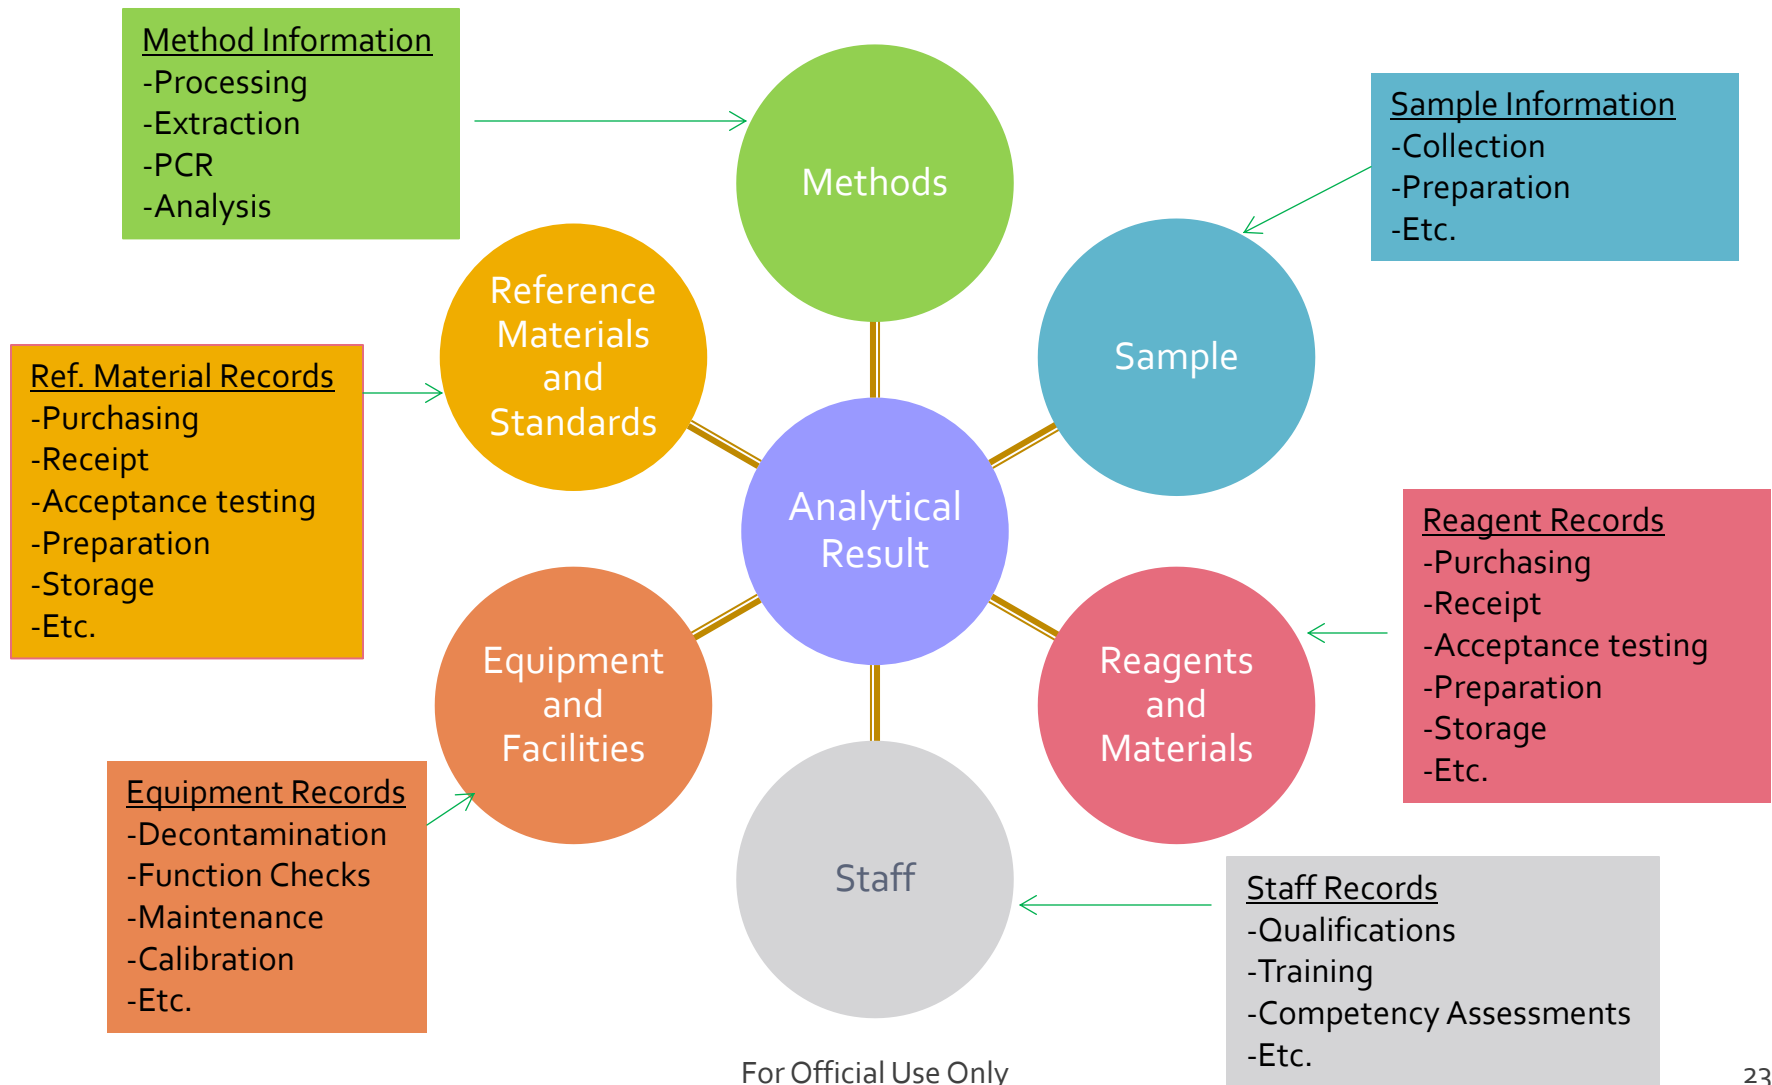 Method Information
-Processing
-Extraction
-PCR
-Analysis
Methods
Sample Information
-Collection
-Preparation
-Etc.
Reference
Materials
and
Standards
Sample
Ref. Material Records
-Purchasing
-Receipt
-Acceptance testing
-Preparation
-Storage
-Etc.
Analytical
Result
Reagent Records
-Purchasing
-Receipt
-Acceptance testing
-Preparation
-Storage
-Etc.
Equipment
and
Facilities
Reagents
and
Materials
Equipment Records
-Decontamination
-Function Checks
-Maintenance
-Calibration
-Etc.
Staff
Staff Records
-Qualifications
-Training
-Competency Assessments
-Etc.
For Official Use Only
23